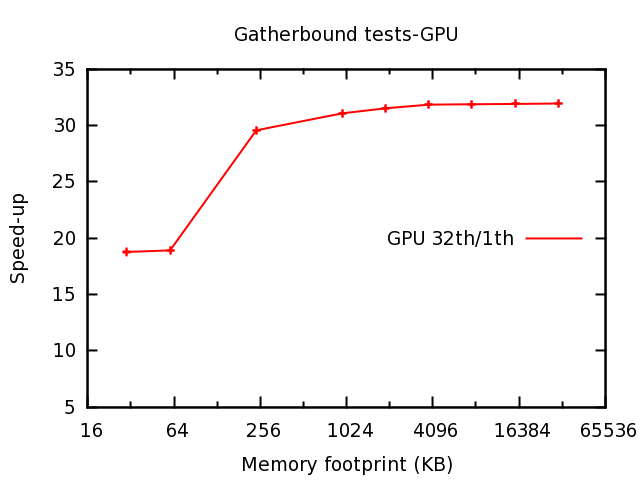 Gatherbound tests-GPU
35
30
25
20
15
10
5
Speed-up
GPU 32th/1th
16 64 256 1024 4096 16384 65536
Memory footprint (KB)